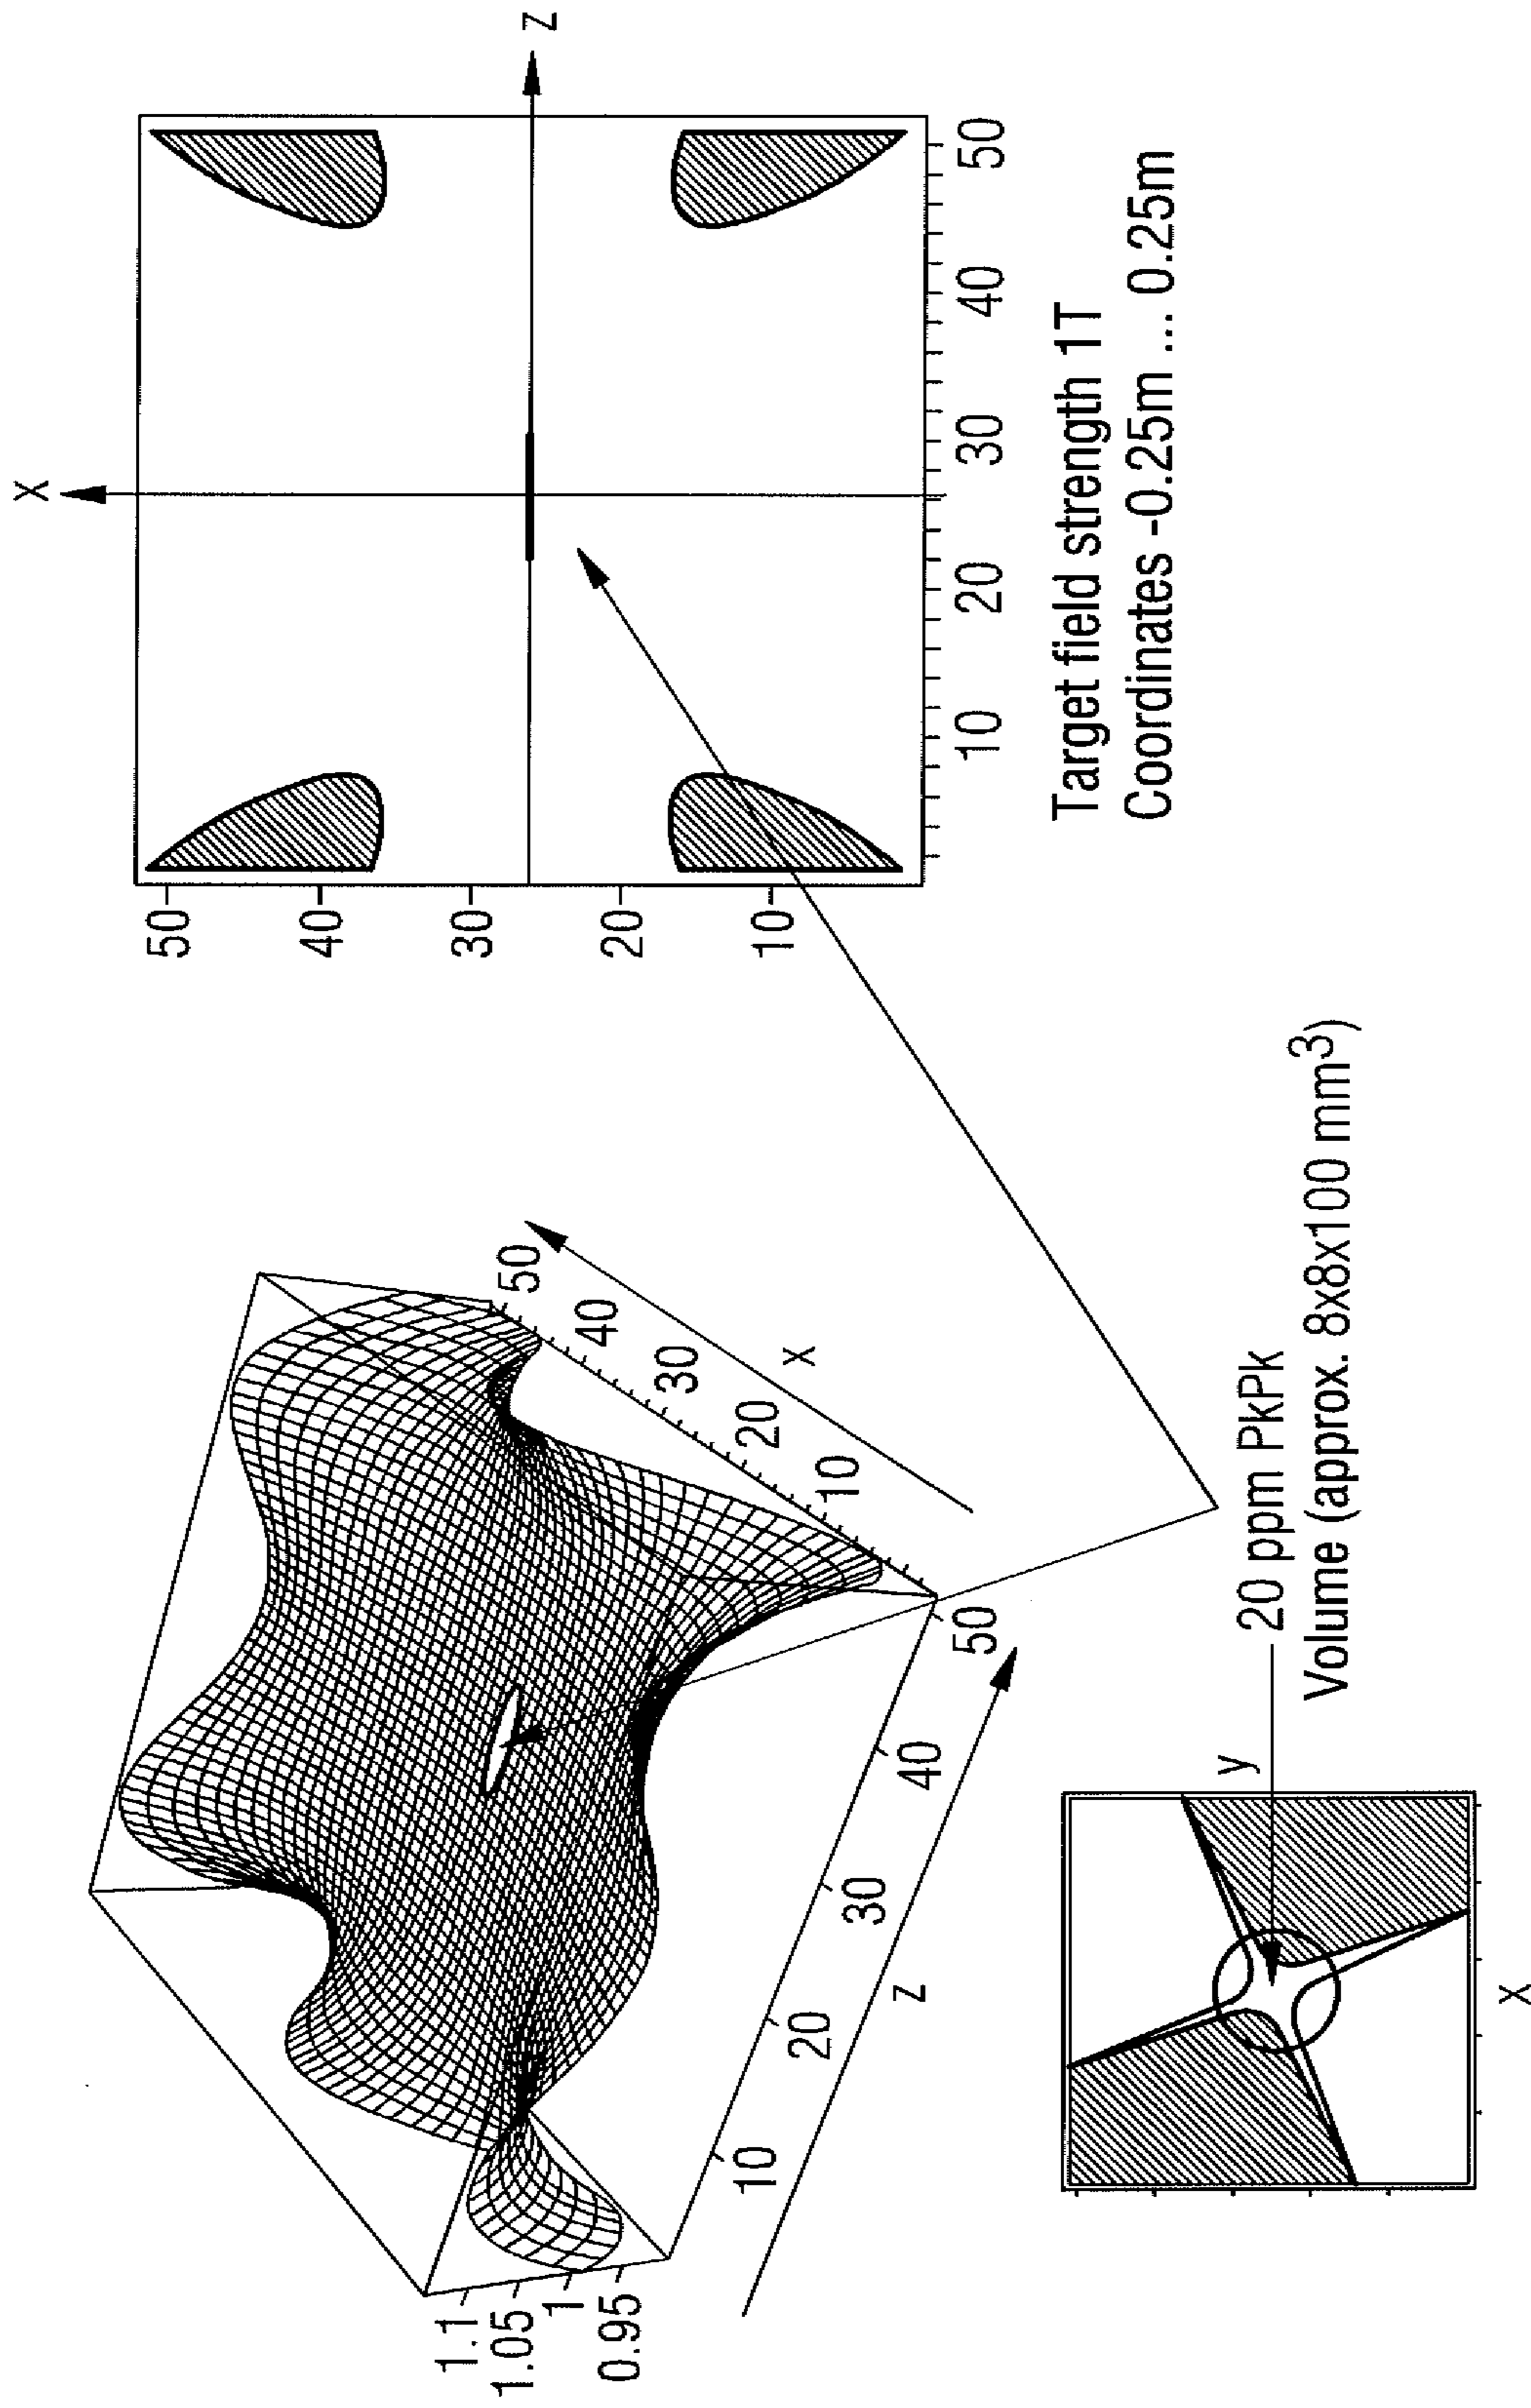 1.1
1.05
1
0.95
10
20
30
40
50
z
10
20
30
40
50
x
x
z
50
40
30
20
10
10
20
30
40
50
Target field strength 1T
Coordinates -0.25m ... 0.25m
y
x
20 ppm PkPk
Volume (approx. 8x8x100 mm³)